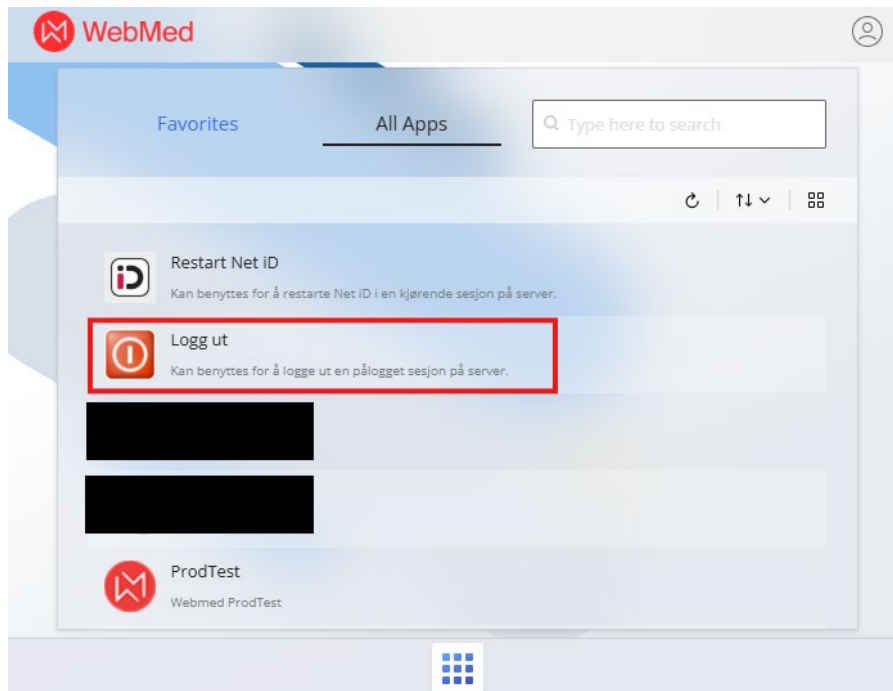 WebMed
Favorites
All Apps
Type here to search
Restart Net iD
Kan benyttes for å restarte Net iD i en kjørende sesjon på server.
Logg ut
Kan benyttes for å logge ut en pålogget sesjon på server.
ProdTest
Webmed ProdTest